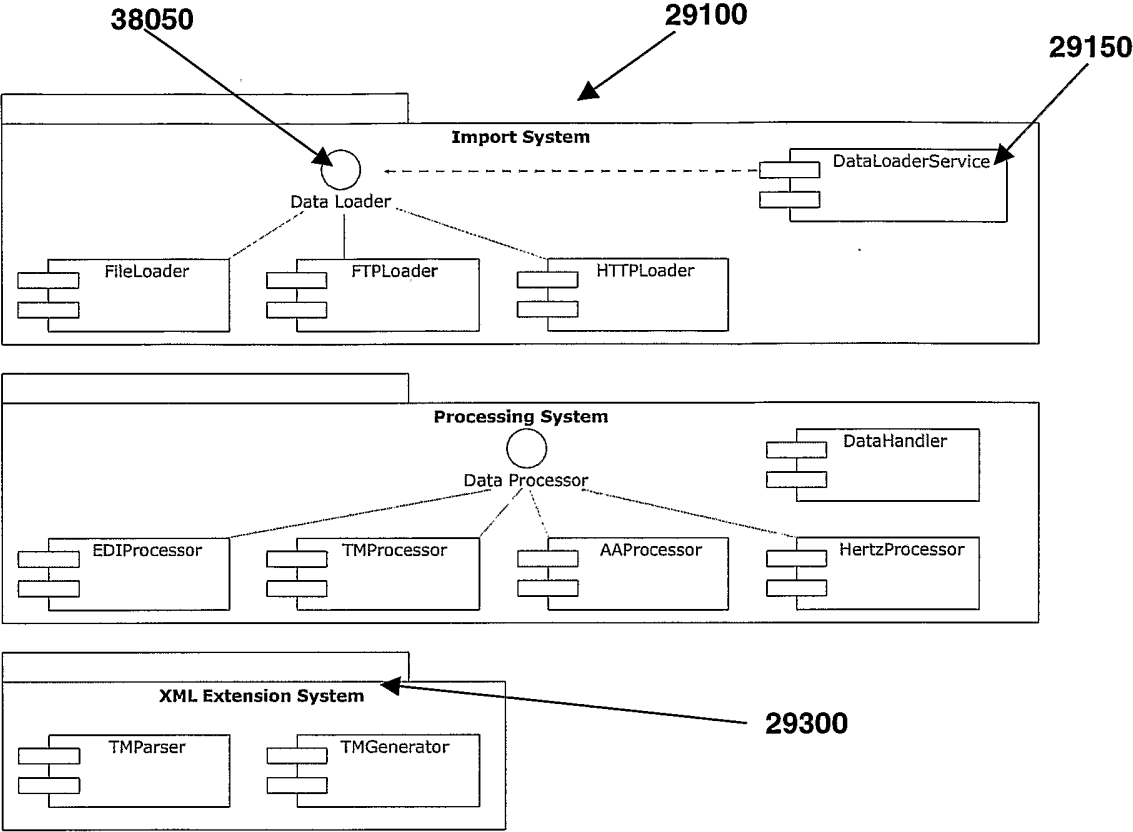 38050
29100
29150
Import System
DataLoaderService
Data Loader
FileLoader
FTPLoader
HTTPLoader
Processing System
DataHandler
Data Processor
EDIProcessor
TMProcessor
AAProcessor
HertzProcessor
XML Extension System
29300
TMParser
TMGenerator